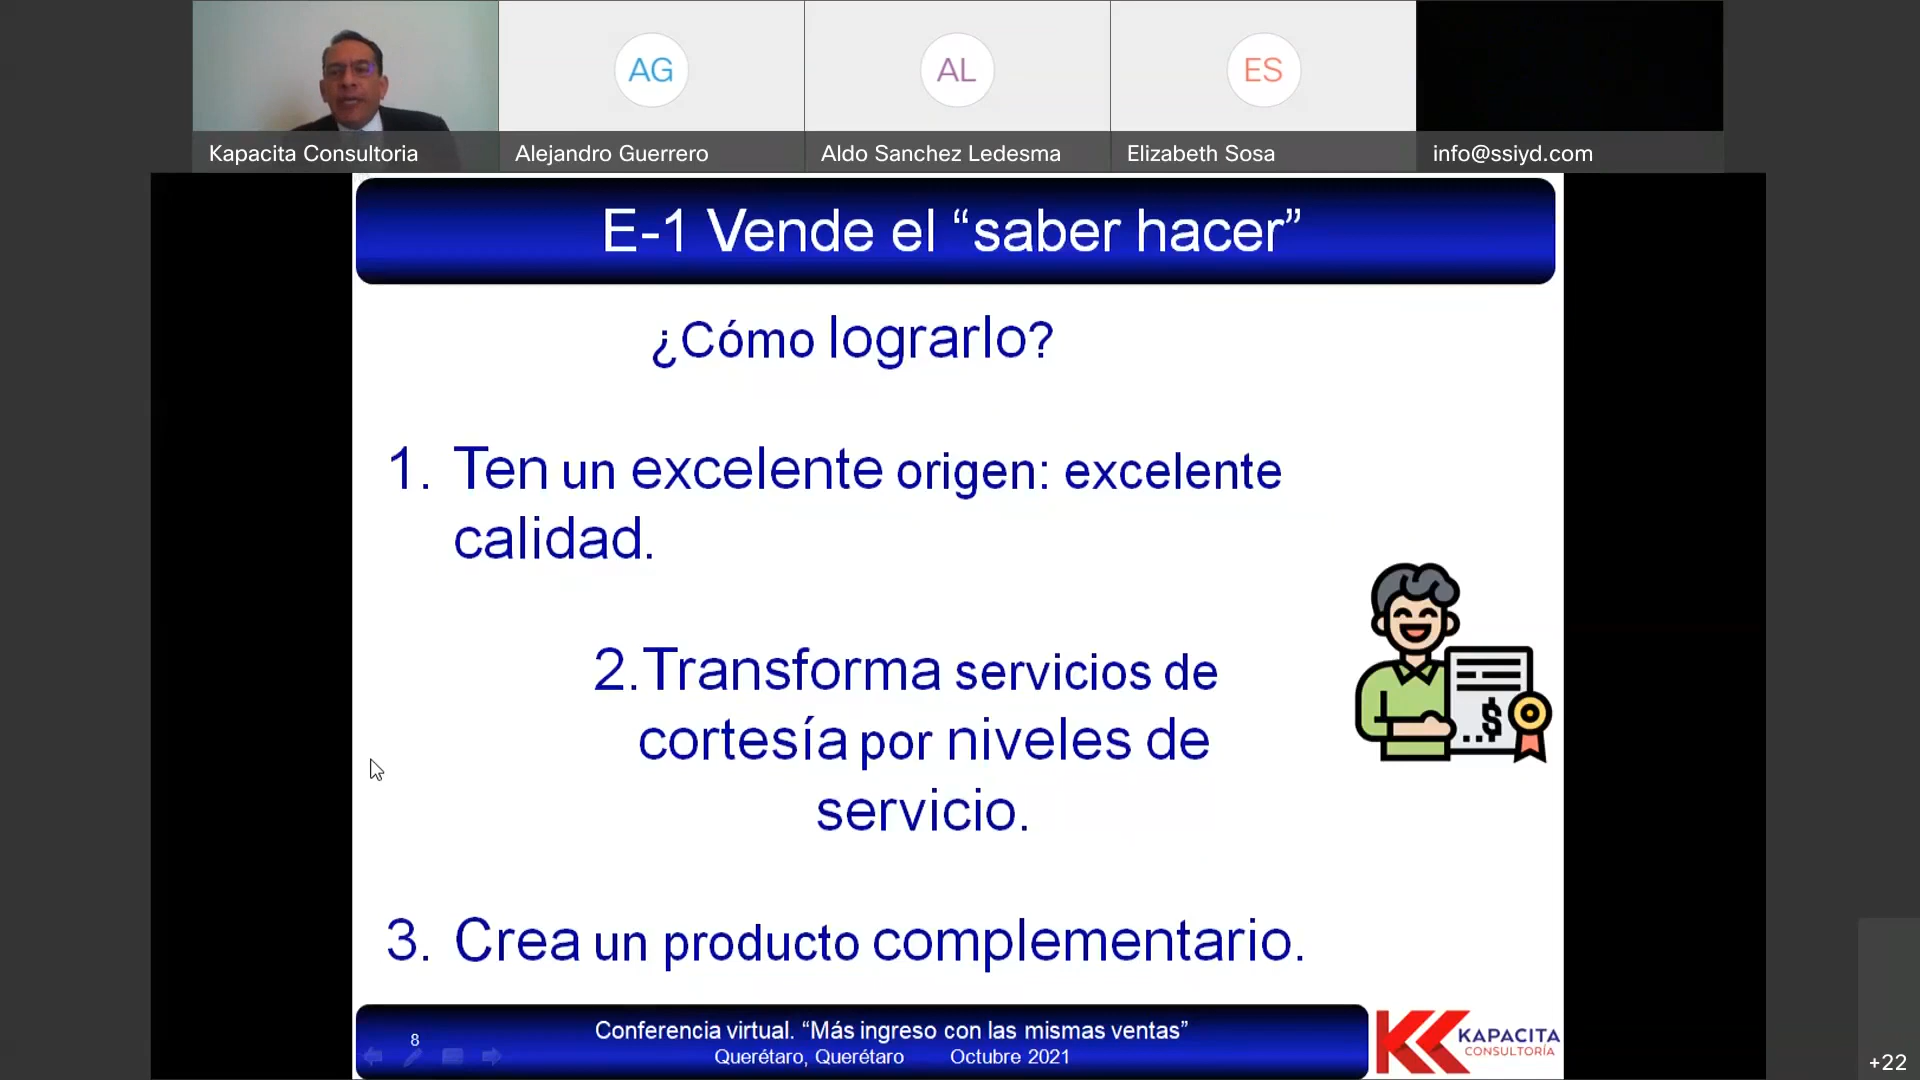 AG
AL
ES
Kapacita Consultoria
Alejandro Guerrero
Aldo Sanchez Ledesma
Elizabeth Sosa
info@ssiyd.com
E-1 Vende el “saber hacer”
¿Cómo lograrlo?
1. Ten un excelente origen: excelente
calidad.
2.Transforma servicios de
cortesía por niveles de
servicio.
$
3. Crea un producto complementario.
8
Conferencia virtual. “Más ingreso con las mismas ventas”
Querétaro, Querétaro Octubre 2021
KAPACITA
CONSULTORÍA
+22